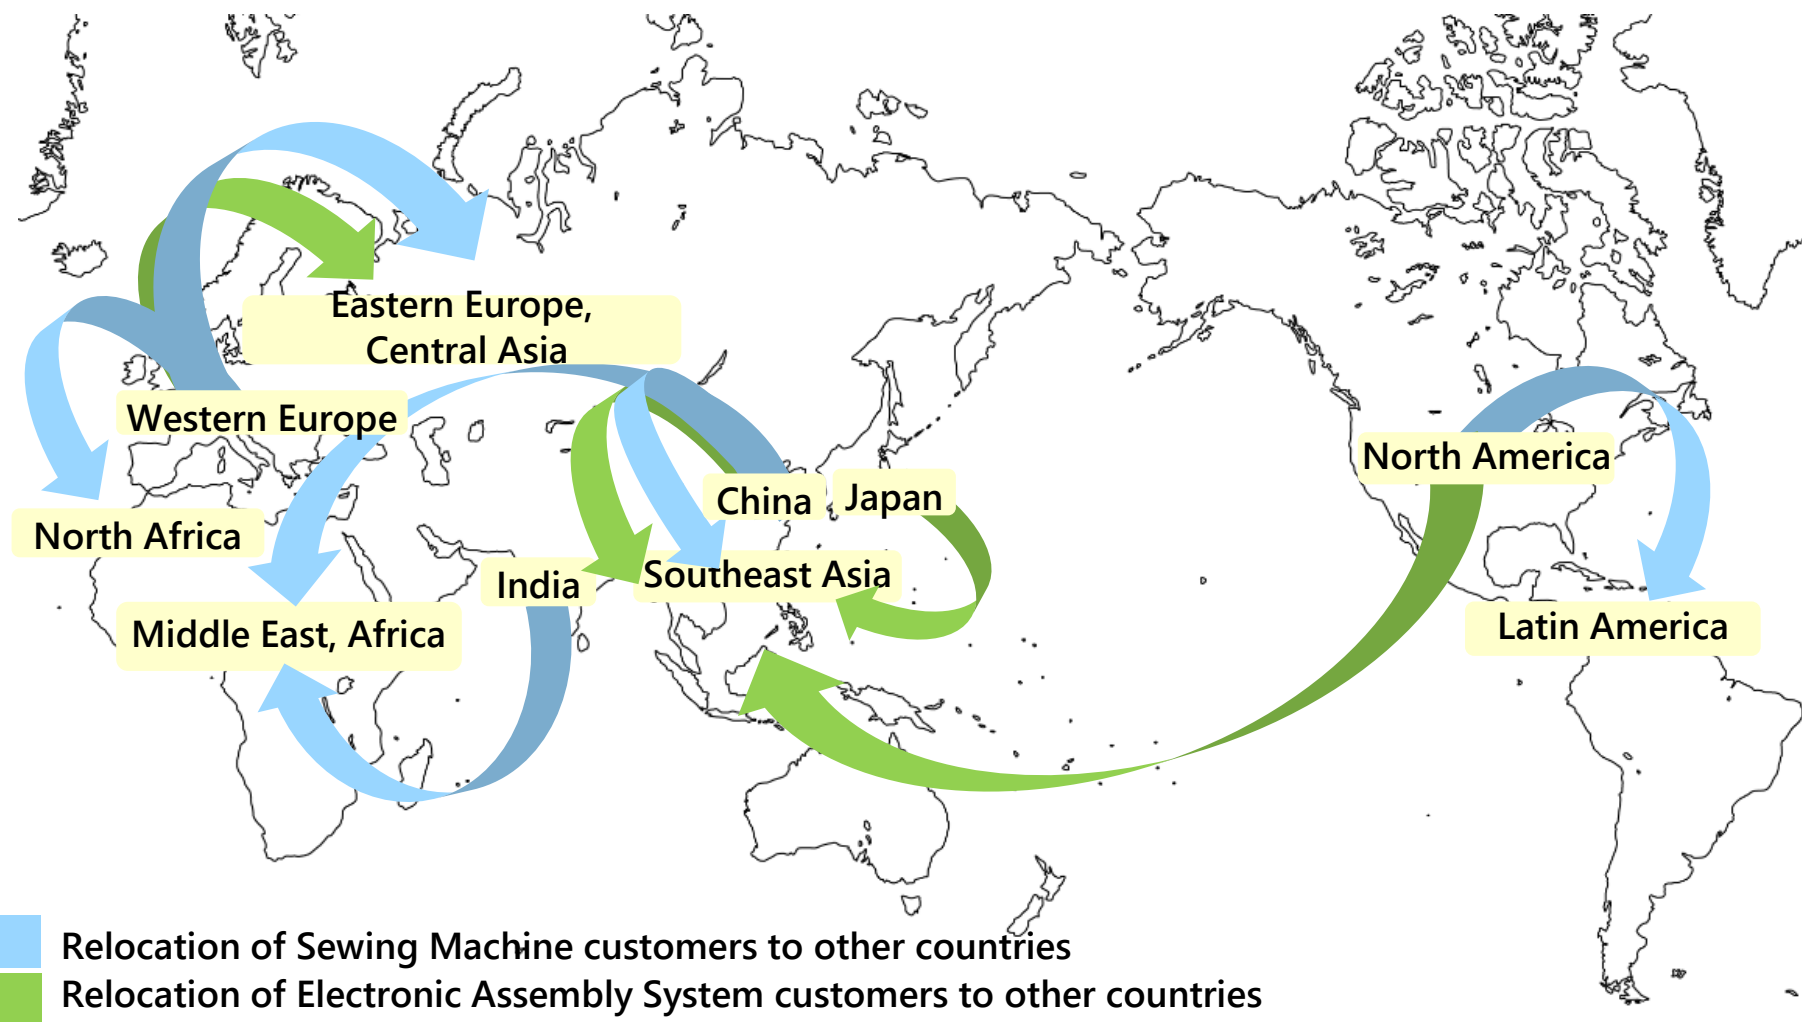 Eastern Europe,
Central Asia
Western Europe
North America
China
Japan
North Africa
India
Southeast Asia
Middle East, Africa
Latin America
Relocation of Sewing Machine customers to other countries
Relocation of Electronic Assembly System customers to other countries